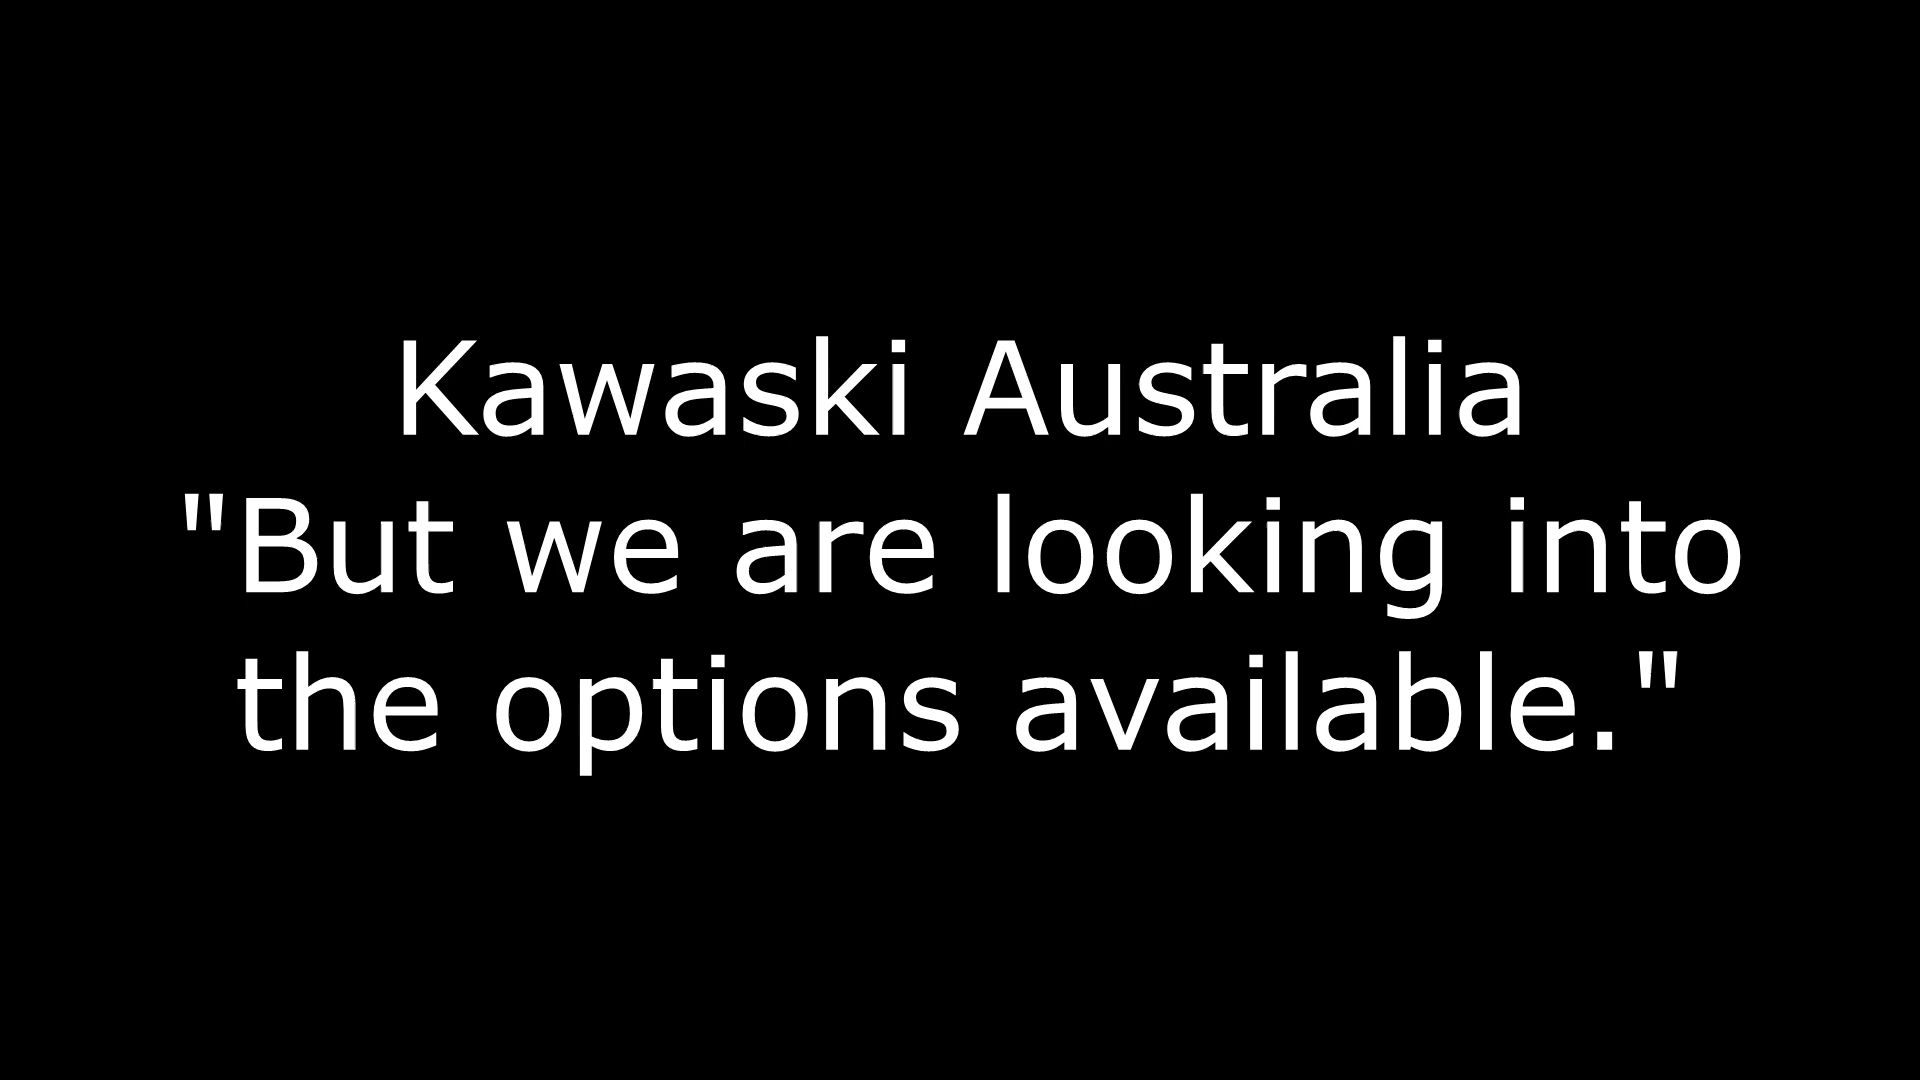 Kawaski Australia
"But we are looking into
the options available."